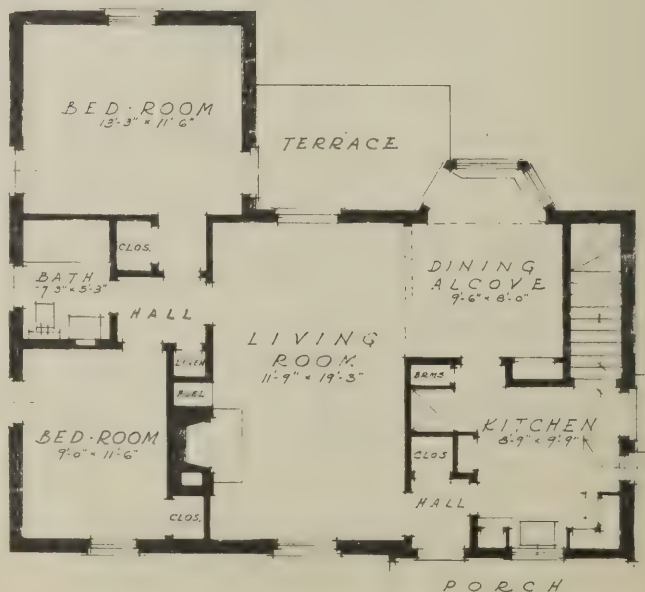 BED-ROOM
13'-3" x 11'6"
TERRACE
CLOS.
BATH
7'3" x 5'-3"
HALL
DINING
ALCOVE
9'-6" x 8'-0"
LIVING
ROOM
11'-9" x 19'-3"
LINEN
FUEL
BRMS
BED-ROOM
9'-0" x 11'-6"
KITCHEN
8'-9" x 9'-9"
CLOS
HALL
CLOS.
PORCH